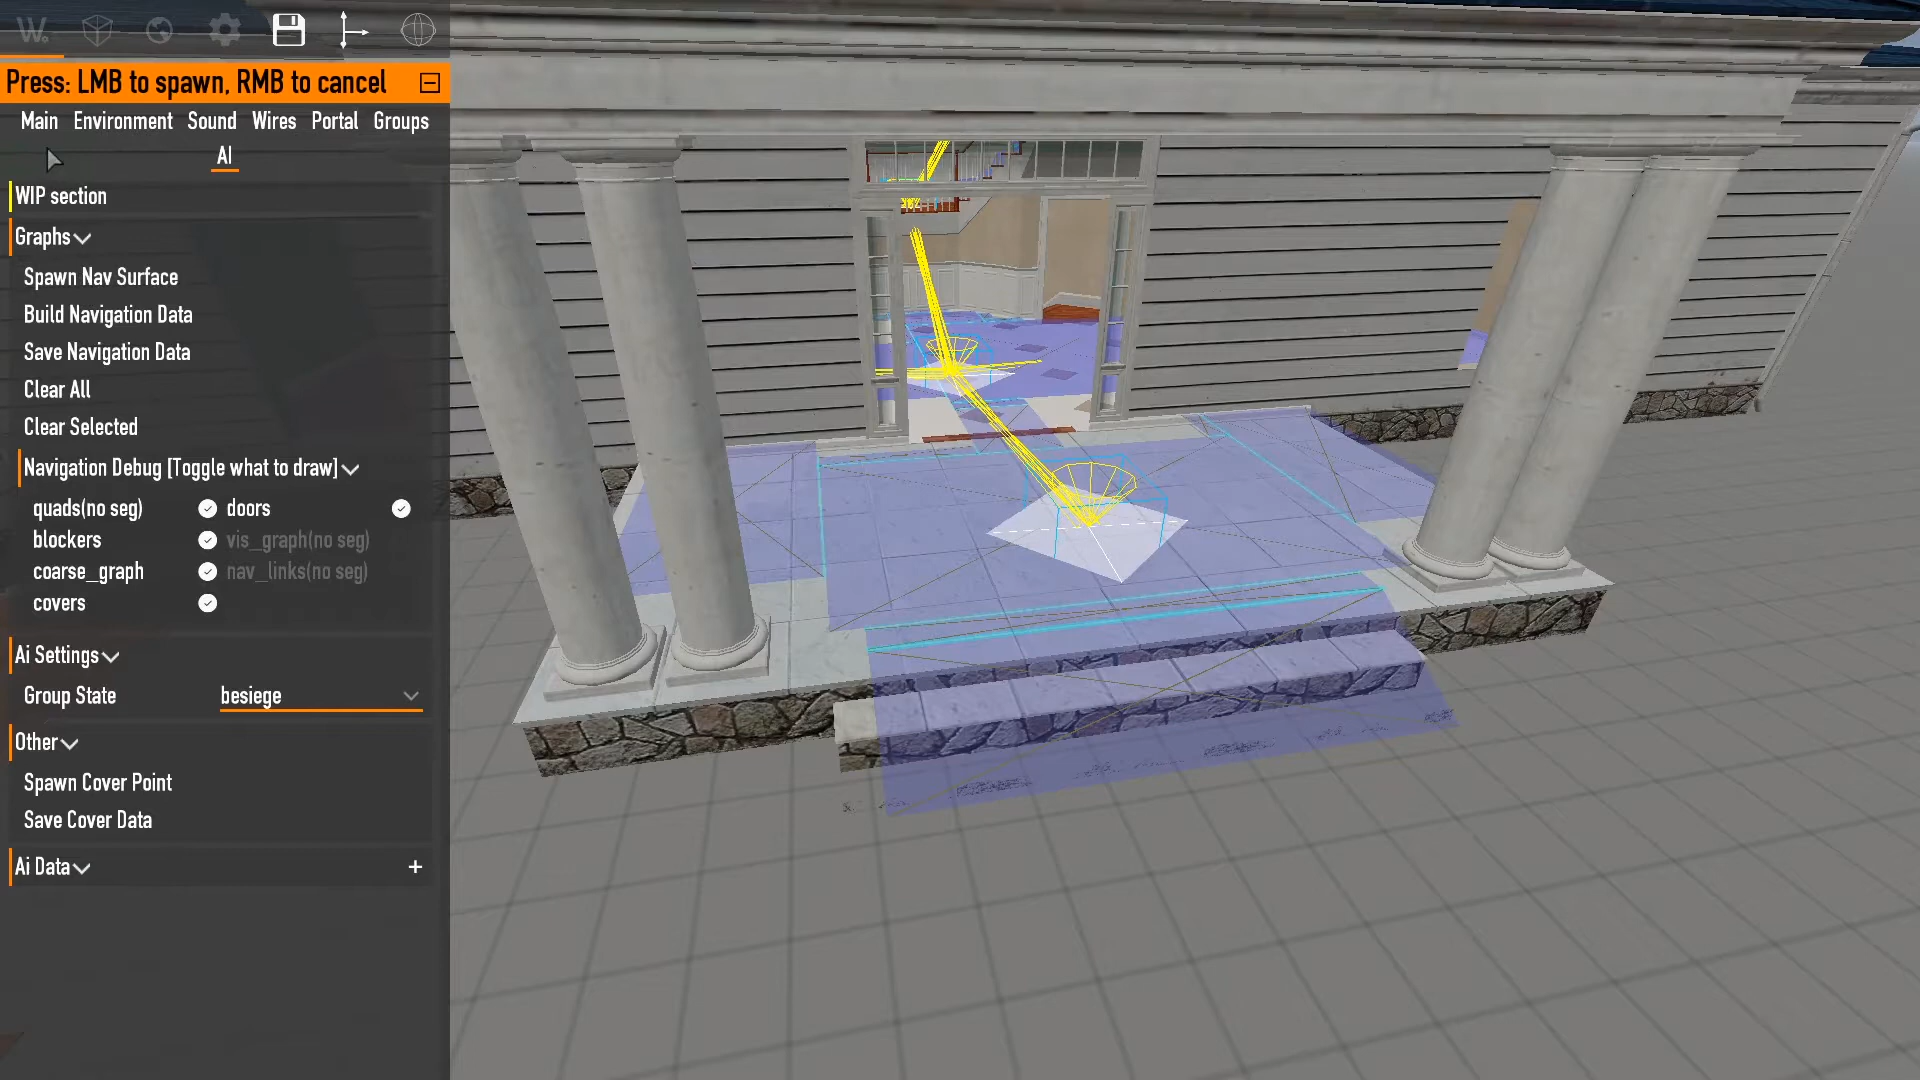 W.
Press: LMB to spawn, RMB to cancel
Main Environment Sound Wires Portal Groups
AI
WIP section
Graphs
Spawn Nav Surface
Build Navigation Data
Save Navigation Data
Clear All
Clear Selected
Navigation Debug [Toggle what to draw]
quads(no seg) doors
blockers vis_graph(no seg)
coarse_graph nav_links(no seg)
covers
Ai Settings
Group State besiege
Other
Spawn Cover Point
Save Cover Data
Ai Data +